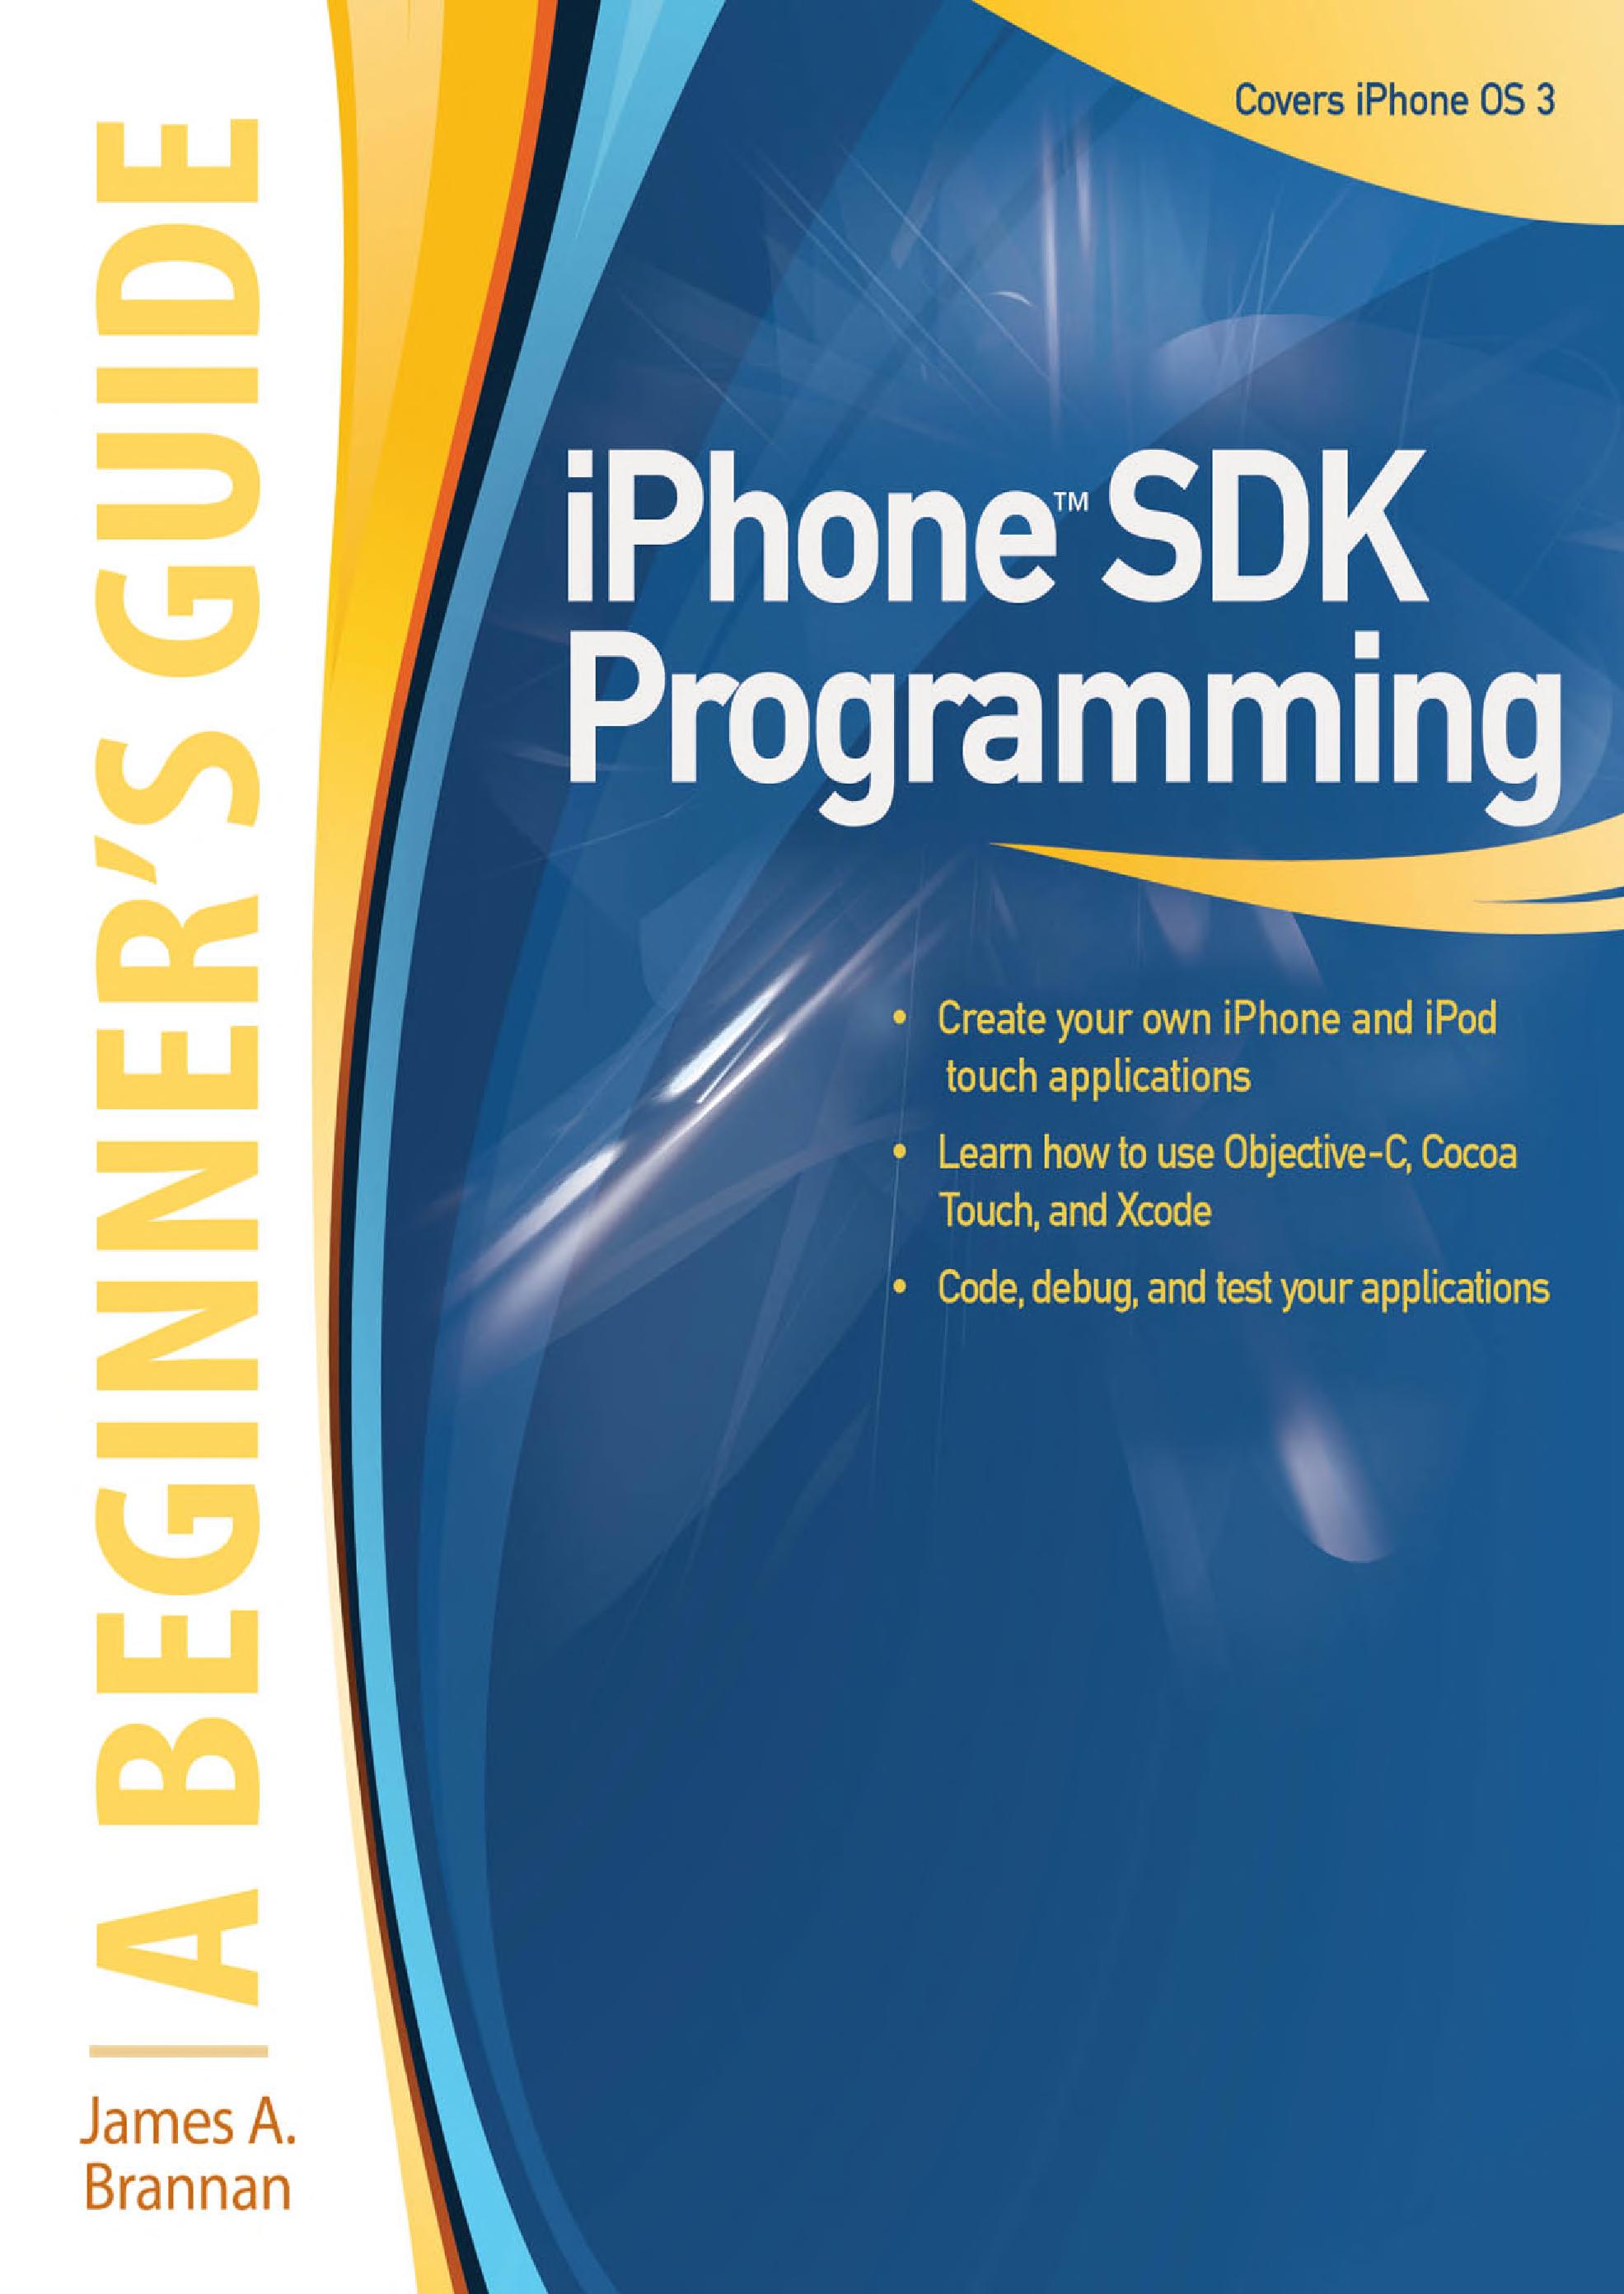 Covers iPhone OS 3
A BEGINNER'S GUIDE
iPhone™ SDK
Programming
• Create your own iPhone and iPod
touch applications
• Learn how to use Objective-C, Cocoa
Touch, and Xcode
• Code, debug, and test your applications
James A.
Brannan